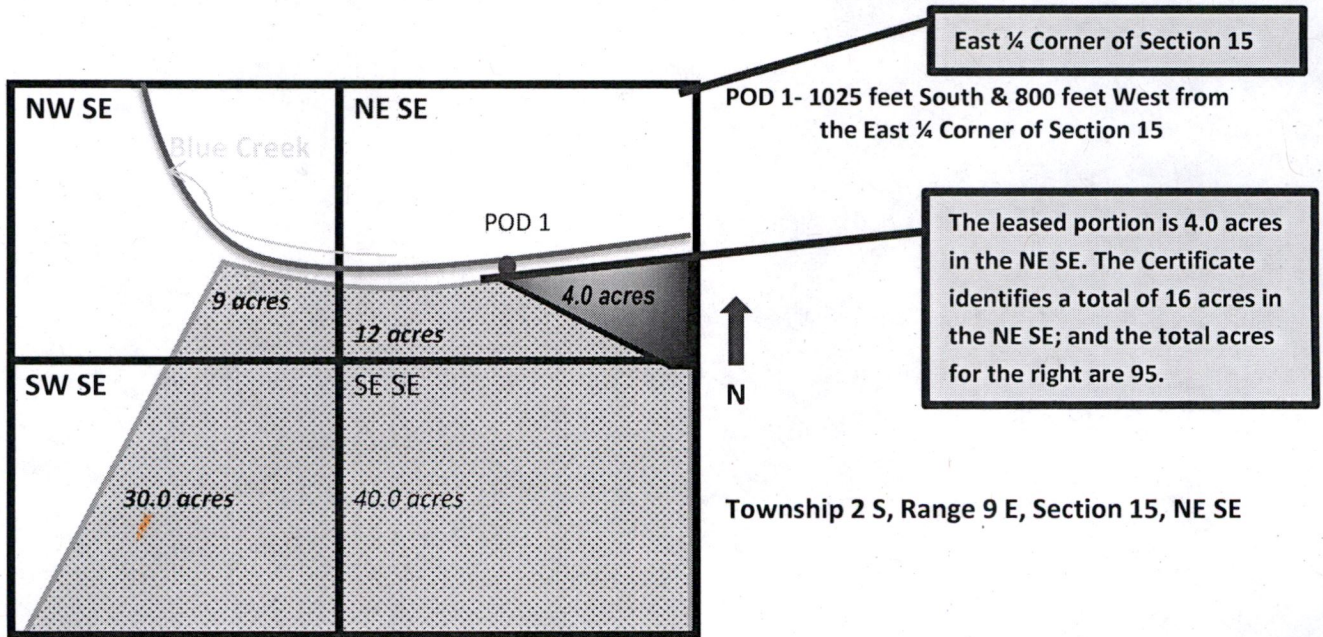 East ¼ Corner of Section 15
NW SE
NE SE
POD 1- 1025 feet South & 800 feet West from
the East ¼ Corner of Section 15
Blue Creek
POD 1
The leased portion is 4.0 acres
in the NE SE. The Certificate
identifies a total of 16 acres in
the NE SE; and the total acres
for the right are 95.
9 acres
4.0 acres
12 acres
N
SW SE
SE SE
30.0 acres
40.0 acres
Township 2 S, Range 9 E, Section 15, NE SE